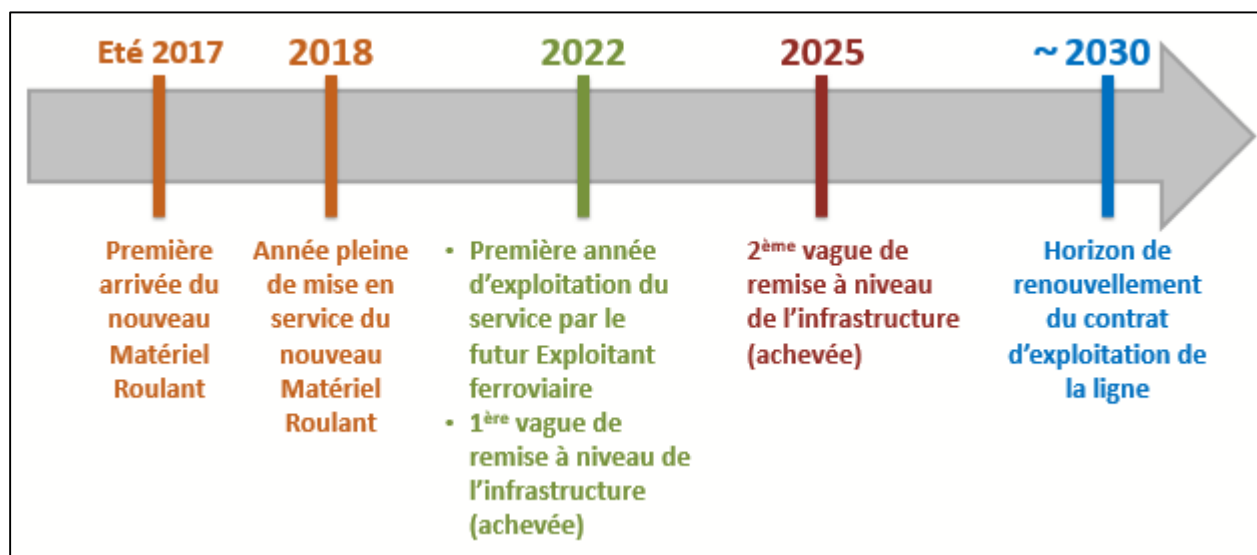 Eté 2017
2018
2022
2025
~ 2030
Première
arrivée du
nouveau
Matériel
Roulant
Année pleine
de mise en
service du
nouveau
Matériel
Roulant
• Première année
d’exploitation du
service par le
futur Exploitant
ferroviaire
• 1ère vague de
remise à niveau de
l’infrastructure
(achevée)
2ème vague de
remise à niveau
de l’infrastructure
(achevée)
Horizon de
renouvellement
du contrat
d’exploitation de
la ligne